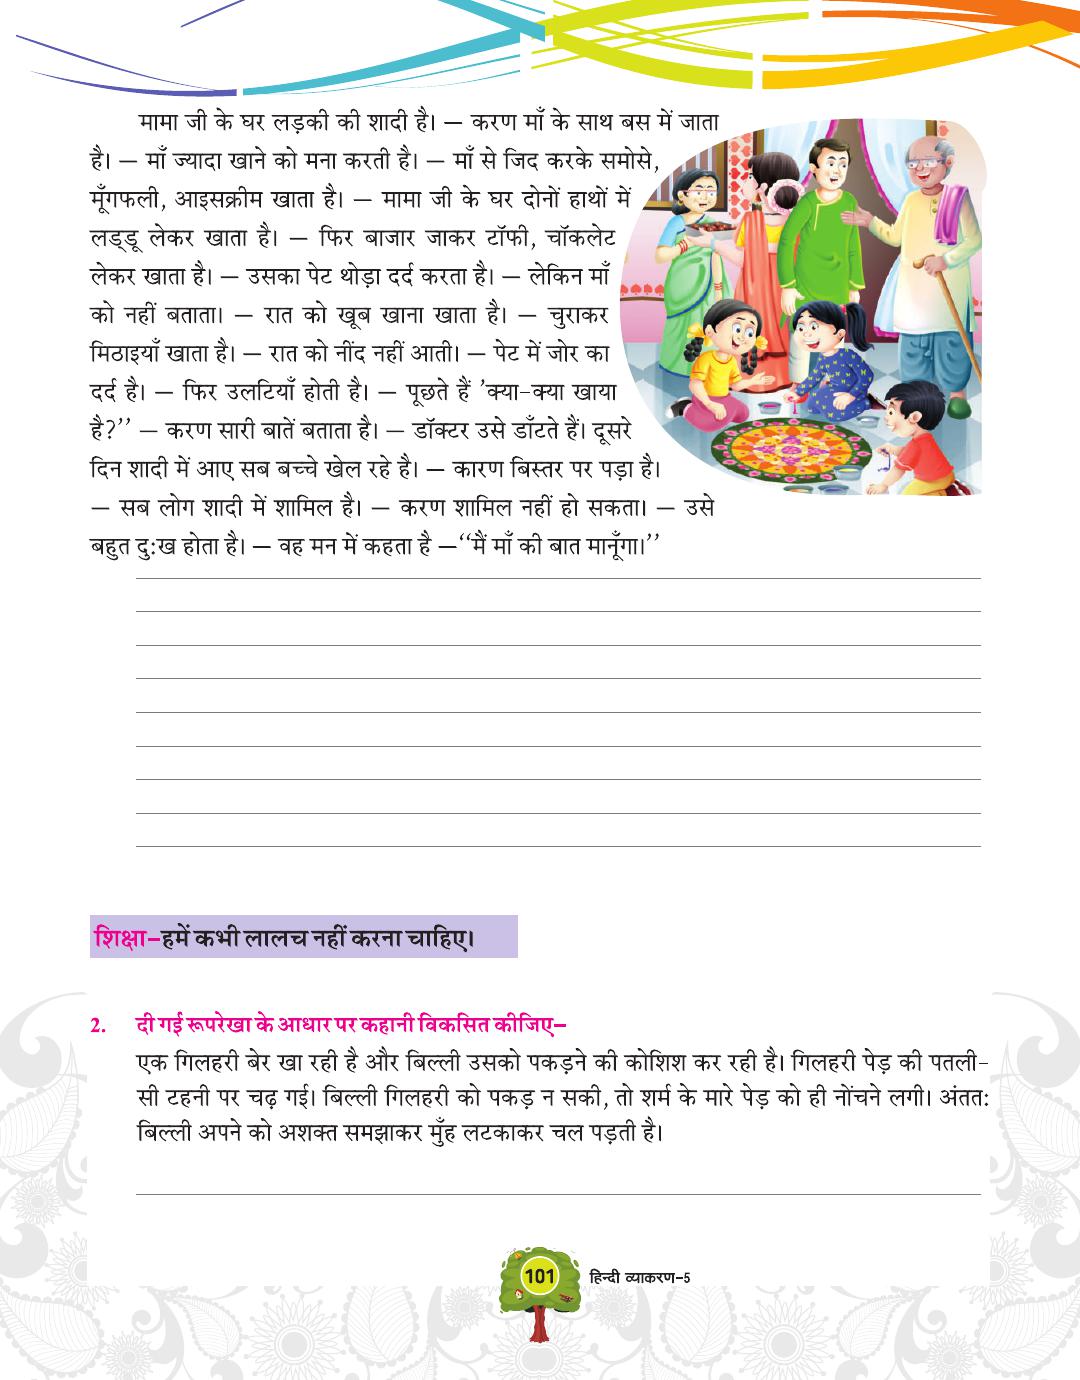 मामा जी के घर लड़की की शादी है। — करण माँ के साथ बस में जाता
है। — माँ ज्यादा खाने को मना करती है। — माँ से जिद करके समोसे,
मूँगफली, आइसक्रीम खाता है। — मामा जी के घर दोनों हाथों में
लड्डू लेकर खाता है। — फिर बाजार जाकर टॉफी, चॉकलेट
लेकर खाता है। — उसका पेट थोड़ा दर्द करता है। — लेकिन माँ
को नहीं बताता। — रात को खूब खाना खाता है। — चुराकर
मिठाइयाँ खाता है। — रात को नींद नहीं आती। — पेट में जोर का
दर्द है। — फिर उलटियाँ होती है। — पूछते हैं ’क्या-क्या खाया
है?’’ — करण सारी बातें बताता है। — डॉक्टर उसे डाँटते हैं। दूसरे
दिन शादी में आए सब बच्चे खेल रहे है। — कारण बिस्तर पर पड़ा है।
— सब लोग शादी में शामिल है। — करण शामिल नहीं हो सकता। — उसे
बहुत दुःख होता है। — वह मन में कहता है —‘‘मैं माँ की बात मानूँगा।’’
शिक्षा–हमें कभी लालच नहीं करना चाहिए।
2. दी गई रूपरेखा के आधार पर कहानी विकसित कीजिए–
एक गिलहरी बेर खा रही है और बिल्ली उसको पकड़ने की कोशिश कर रही है। गिलहरी पेड़ की पतली-
सी टहनी पर चढ़ गई। बिल्ली गिलहरी को पकड़ न सकी, तो शर्म के मारे पेड़ को ही नोंचने लगी। अंततः
बिल्ली अपने को अशक्त समझाकर मुँह लटकाकर चल पड़ती है।
101 हिन्दी व्याकरण–5